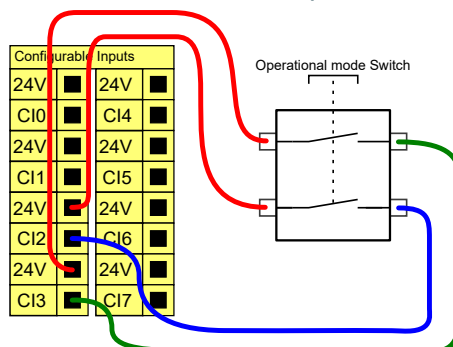 Configurable Inputs
Operational mode Switch
24V 24V
CI0 CI4
24V 24V
CI1 CI5
24V 24V
CI2 CI6
24V 24V
CI3 CI7